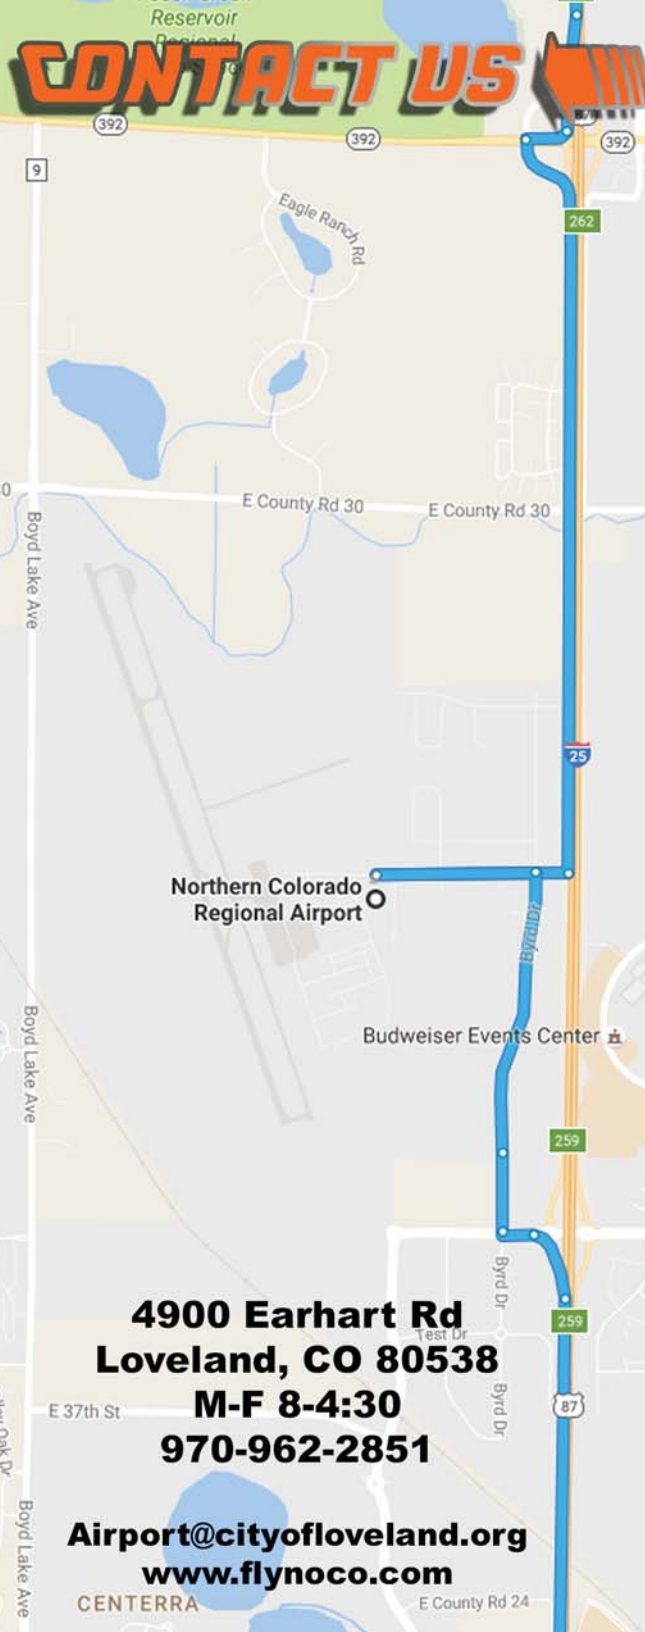 Reservoir
Regional
CONTACT US
392
392
392
9
262
Eagle Ranch Rd
E County Rd 30
E County Rd 30
Boyd Lake Ave
25
Northern Colorado
Regional Airport
Byrd Dr
Budweiser Events Center
Boyd Lake Ave
259
Byrd Dr
4900 Earhart Rd
259
Test Dr
Loveland, CO 80538
M-F 8-4:30
E 37th St
Byrd Dr
87
970-962-2851
Oak Dr
Boyd Lake Ave
Airport@cityofloveland.org
www.flynoco.com
CENTERRA
E County Rd 24